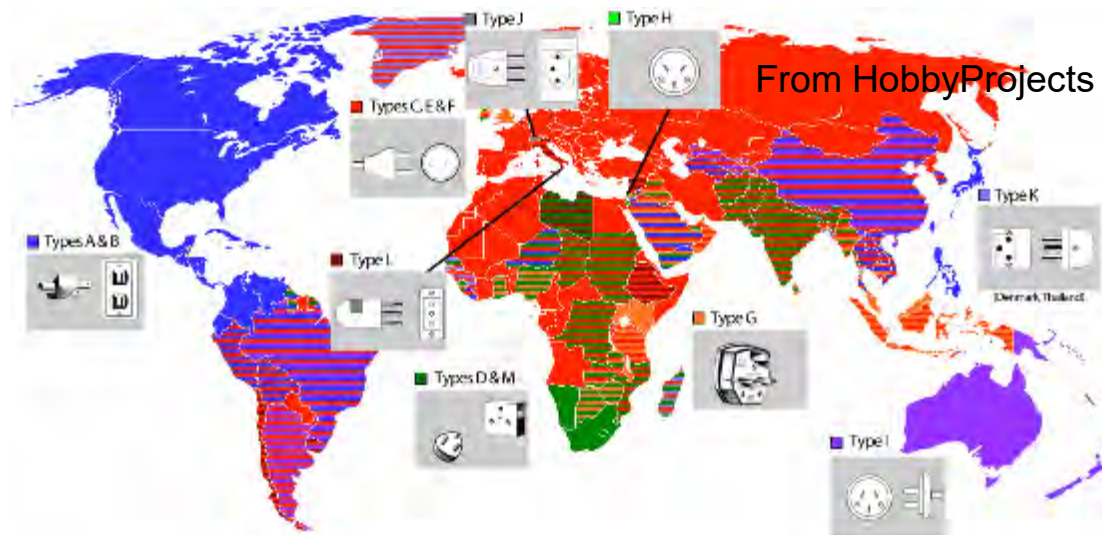 Type J
Type H
From HobbyProjects
Types C, E & F
Type K
(Denmark, Thailand)
Types A & B
Type L
Type G
Types D & M
Type I